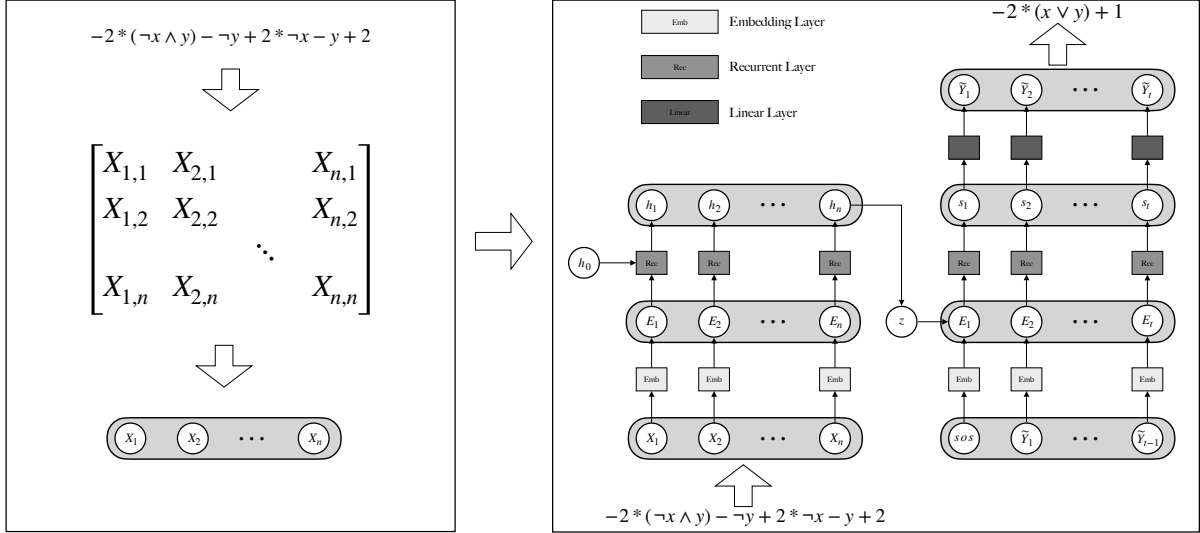 −2 * (¬x ∧ y) − ¬y + 2 * ¬x − y + 2
X1,1 X2,1 Xn,1
X1,2 X2,2 Xn,2
⋱
X1,n X2,n Xn,n
X1 X2 ⋯ Xn
Emb Embedding Layer
Rec Recurrent Layer
Linear Linear Layer
h1 h2 ⋯ hn
h0
Rec Rec Rec
E1 E2 ⋯ En
Emb Emb Emb
X1 X2 ⋯ Xn
−2 * (¬x ∧ y) − ¬y + 2 * ¬x − y + 2
z
−2 * (x ∨ y) + 1
Ỹ1 Ỹ2 ⋯ Ỹt
s1 s2 ⋯ st
Rec Rec Rec
E1 E2 ⋯ Et
Emb Emb Emb
sos Ỹ1 ⋯ Ỹt−1